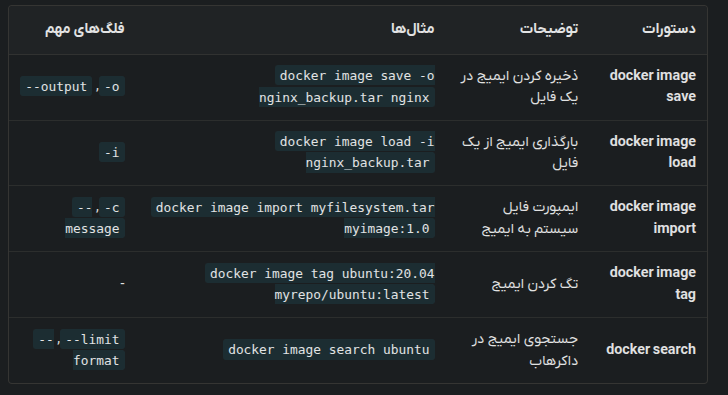 دستورات توضیحات مثال‌ها فلگ‌های مهم
docker image ذخیره کردن ایمیج در docker image save -o --output , -o
save یک فایل nginx_backup.tar nginx
docker image بارگذاری ایمیج از یک docker image load -i -i
load فایل nginx_backup.tar
docker image ایمپورت فایل docker image import myfilesystem.tar -- , -c
import سیستم به ایمیج myimage:1.0 message
docker image تگ کردن ایمیج docker image tag ubuntu:20.04 -
tag myrepo/ubuntu:latest
docker search جستجوی ایمیج در docker image search ubuntu -- , --limit
داکرهاب format